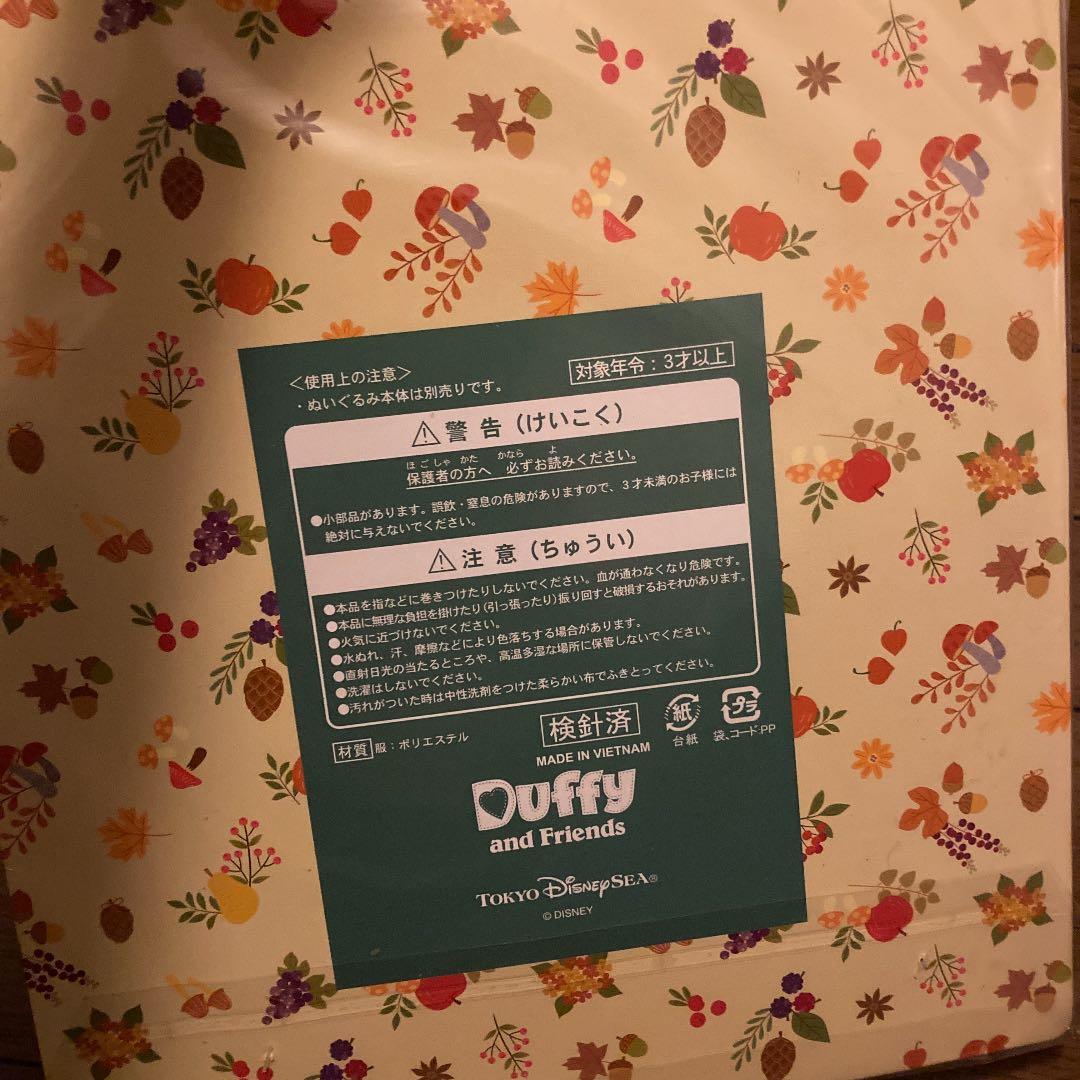 <使用上の注意>
・ぬいぐるみ本体は別売りです。
対象年令：3才以上
⚠警告（けいこく）
ほごしゃ かた かなら よ
保護者の方へ 必ずお読みください。
●小部品があります。誤飲・窒息の危険がありますので、3才未満のお子様には
絶対に与えないでください。
⚠注意（ちゅうい）
●本品を指などに巻きつけたりしないでください。血が通わなくなり危険です。
●本品に無理な負担を掛けたり（引っ張ったり）振り回すと破損するおそれがあります。
●火気に近づけないでください。
●水ぬれ、汗、摩擦などにより色落ちする場合があります。
●直射日光の当たるところや、高温多湿な場所に保管しないでください。
●洗濯はしないでください。
●汚れがついた時は中性洗剤をつけた柔らかい布でふきとってください。
材質 服：ポリエステル
検針済
紙
台紙
プラ
袋、コード:PP
MADE IN VIETNAM
Duffy
and Friends
TOKYO DISNEYSEA®
© DISNEY